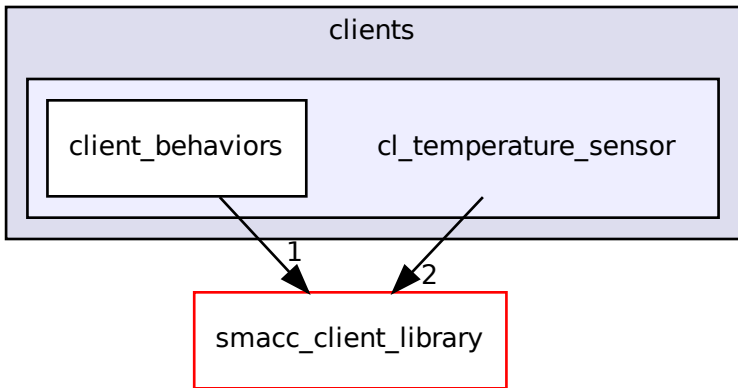 clients
client_behaviors
cl_temperature_sensor
1
2
smacc_client_library